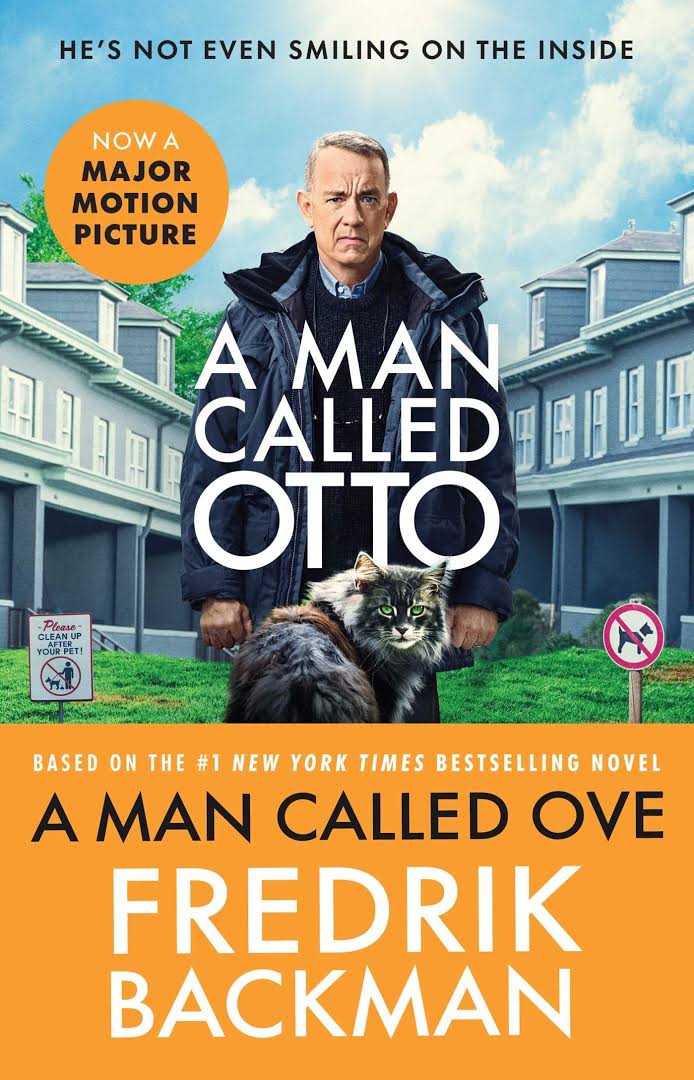 HE'S NOT EVEN SMILING ON THE INSIDE
NOW A
MAJOR
MOTION
PICTURE
A MAN
CALLED
OTTO
Please
CLEAN UP
AFTER
YOUR PET!
BASED ON THE #1 NEW YORK TIMES BESTSELLING NOVEL
A MAN CALLED OVE
FREDRIK
BACKMAN